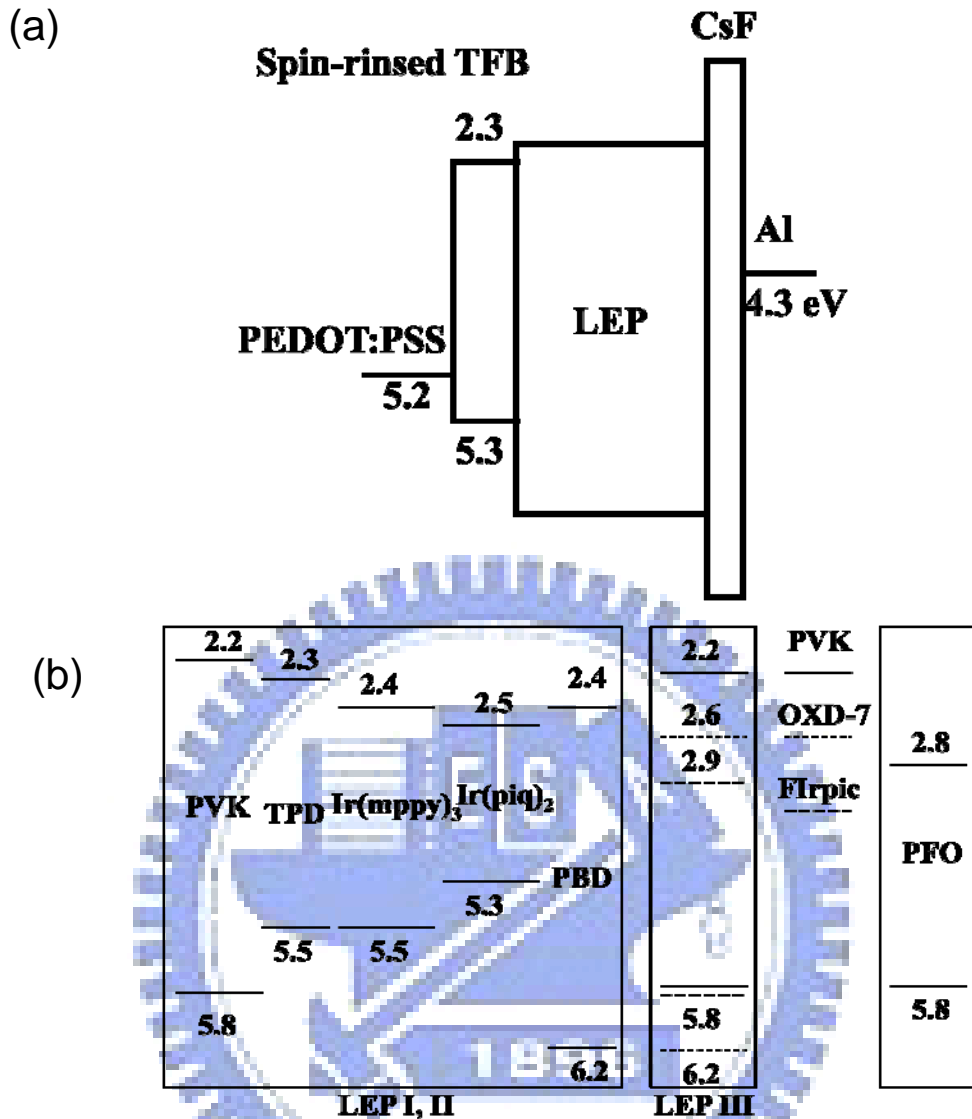 (a)
CsF
Spin-rinsed TFB
2.3
Al
4.3 eV
LEP
PEDOT:PSS
5.2
5.3
(b)
2.2
2.3
2.4
2.5
2.4
PVK
TPD
Ir(mppy)3
Ir(piq)2
PBD
5.3
5.5
5.5
5.8
6.2
LEP I, II
2.2
2.6
2.9
5.8
6.2
LEP III
PVK
OXD-7
FIrpic
2.8
PFO
5.8